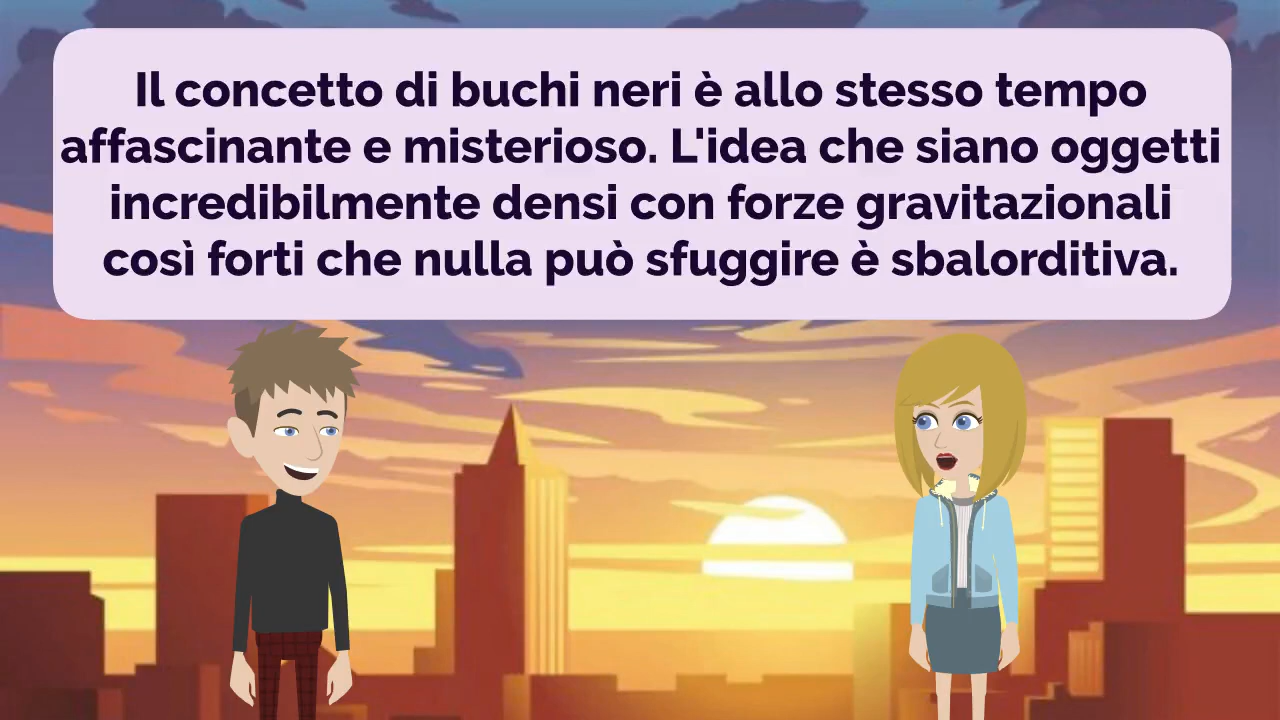 Il concetto di buchi neri è allo stesso tempo
affascinante e misterioso. L'idea che siano oggetti
incredibilmente densi con forze gravitazionali
così forti che nulla può sfuggire è sbalorditiva.